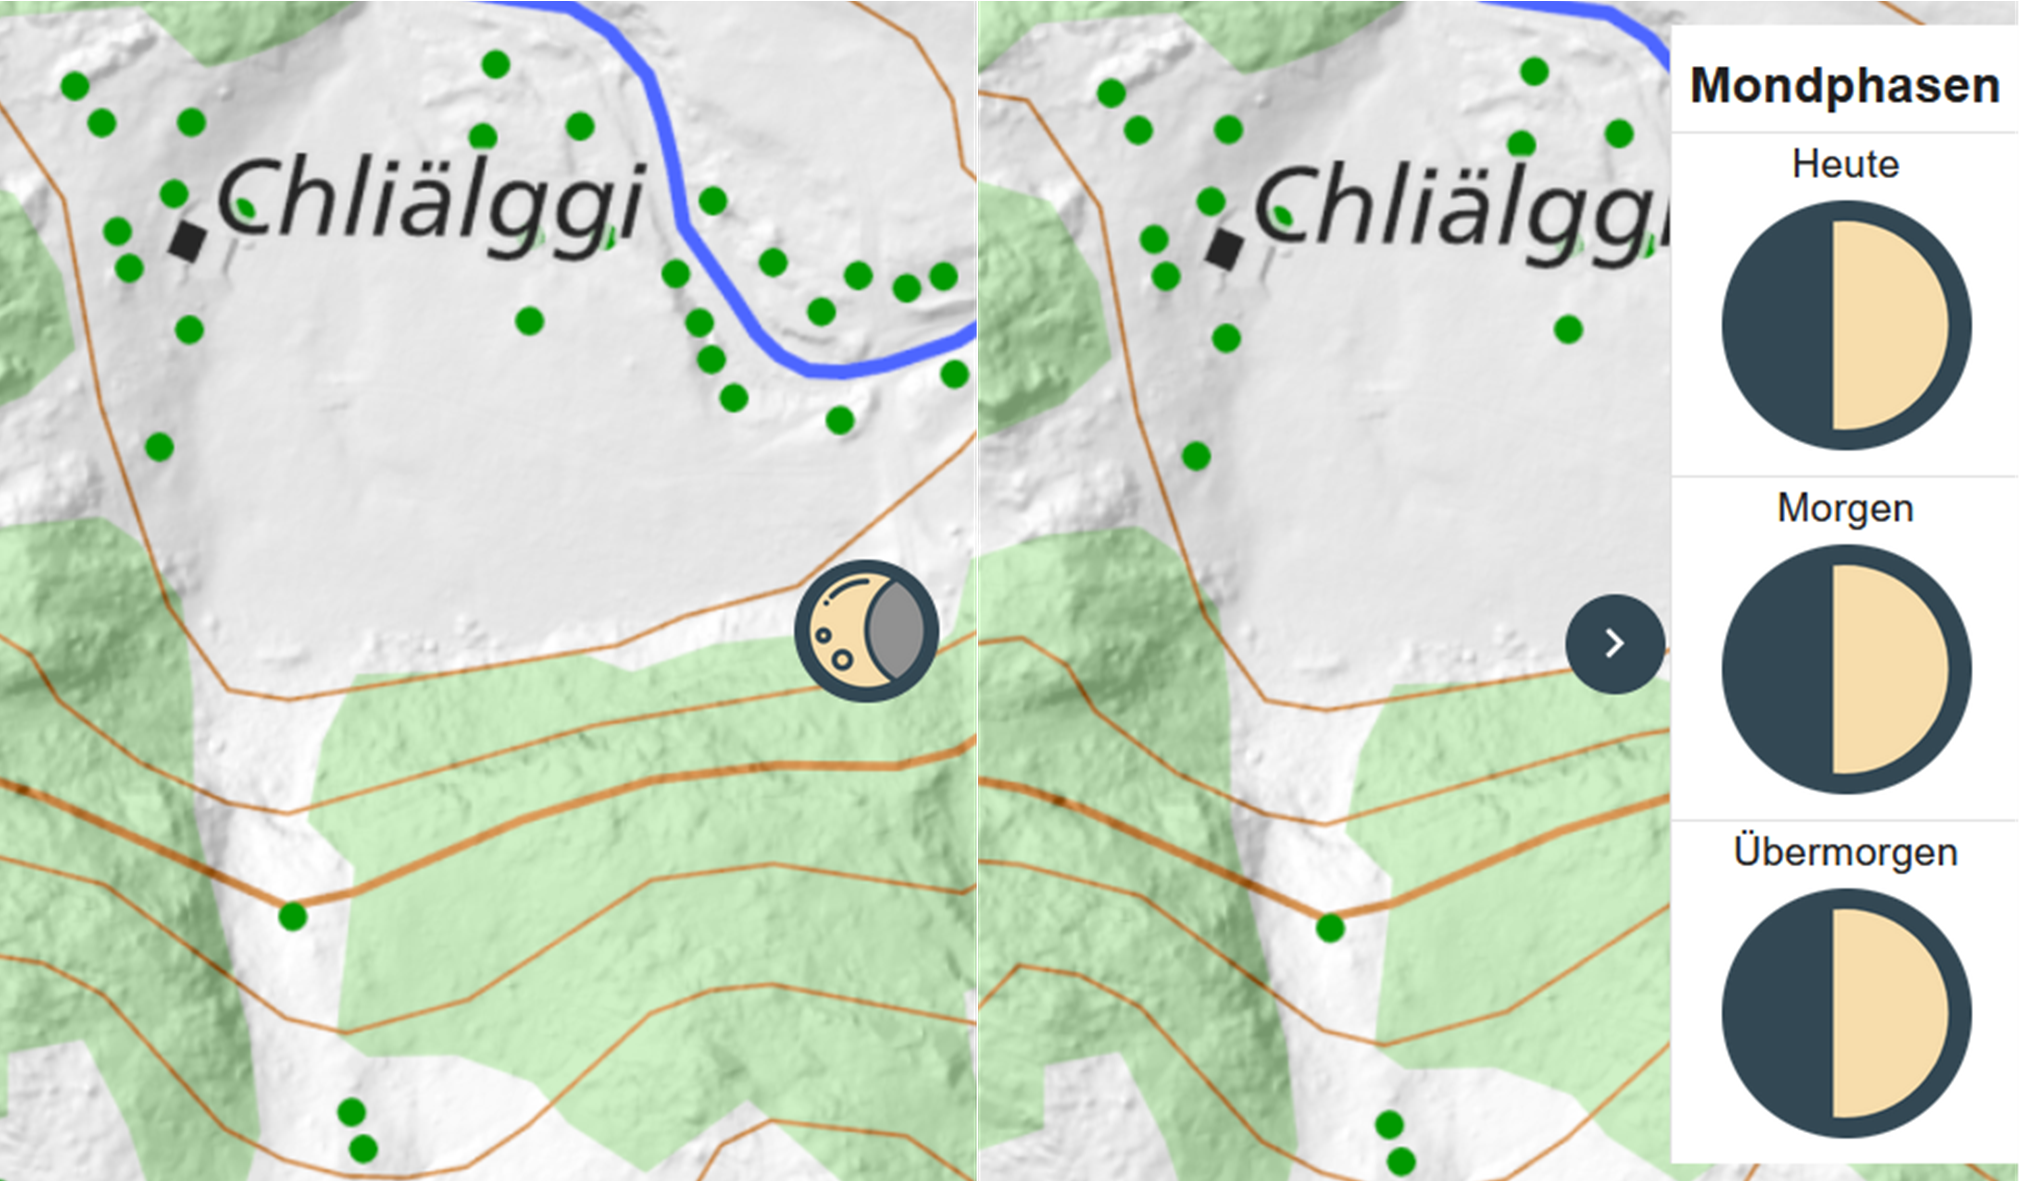 Chliälggi
Chliälggi
Mondphasen
Heute
Morgen
Übermorgen